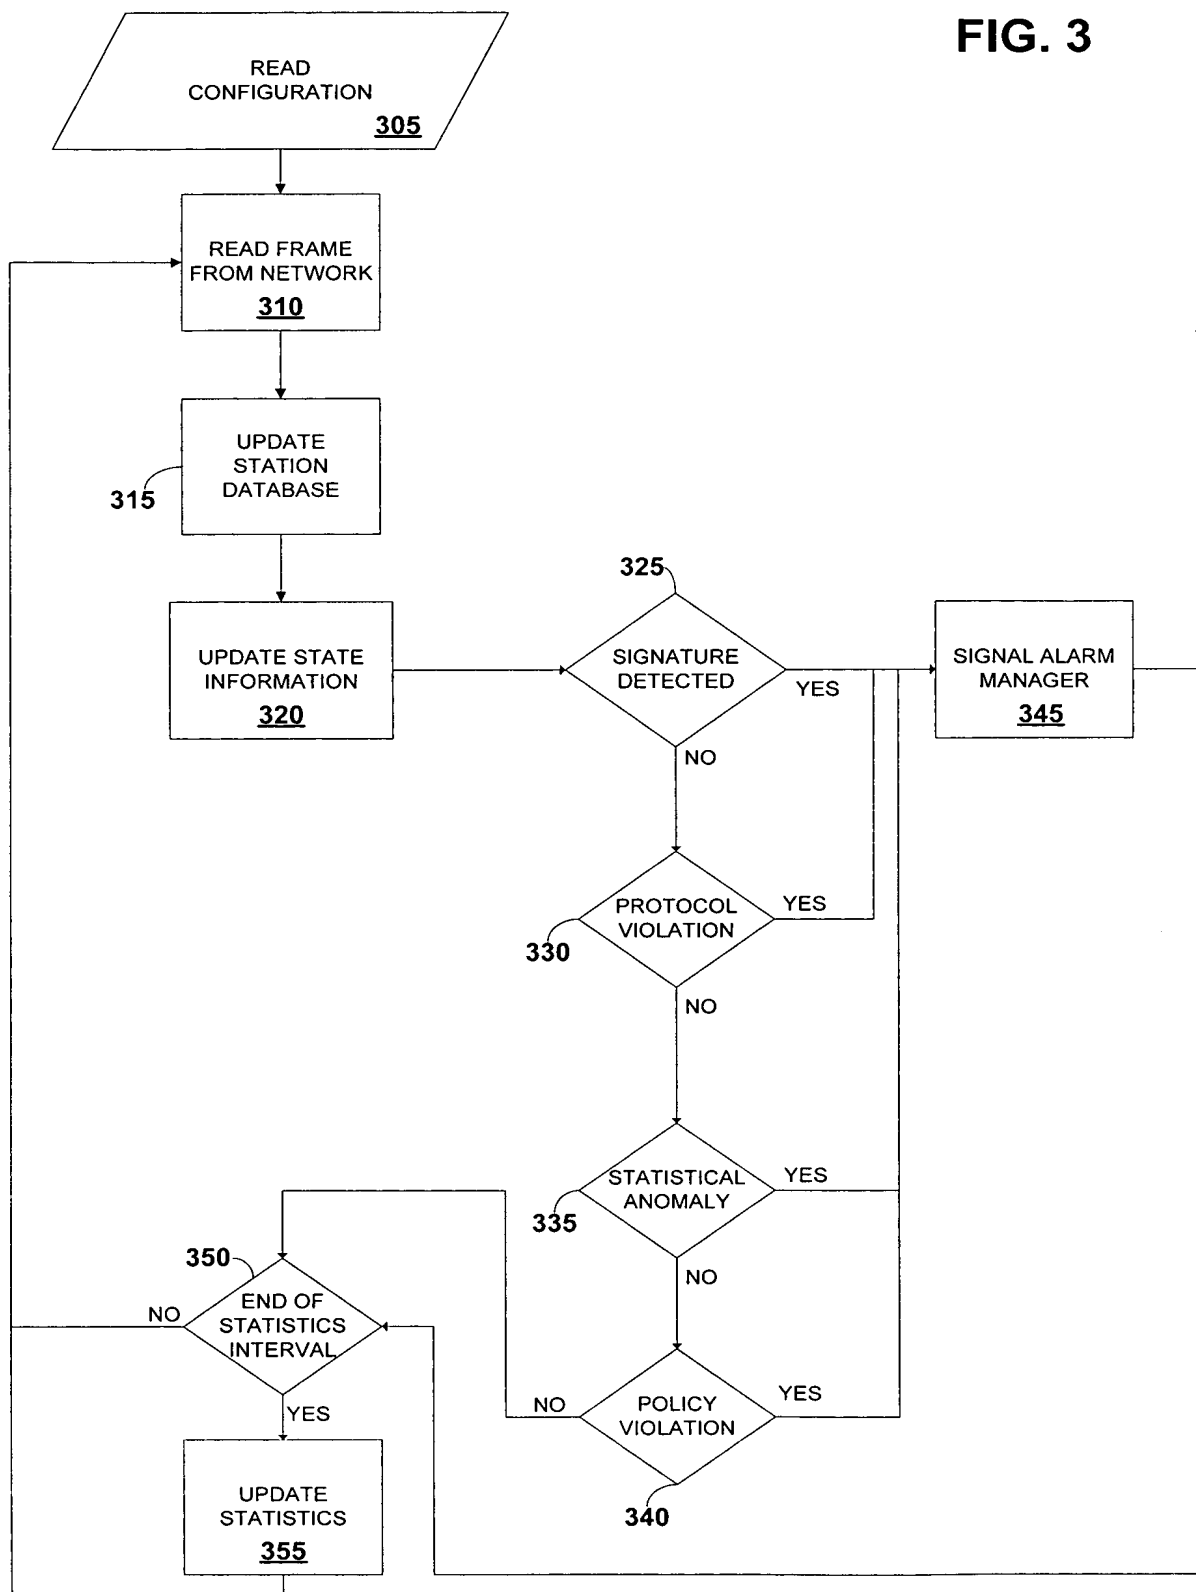 FIG. 3
READ
CONFIGURATION
305
READ FRAME
FROM NETWORK
310
UPDATE
STATION
DATABASE
315
UPDATE STATE
INFORMATION
320
325
SIGNATURE
DETECTED
YES
NO
SIGNAL ALARM
MANAGER
345
PROTOCOL
VIOLATION
YES
330
NO
STATISTICAL
ANOMALY
YES
335
NO
350
END OF
STATISTICS
INTERVAL
NO
YES
POLICY
VIOLATION
NO
YES
340
UPDATE
STATISTICS
355